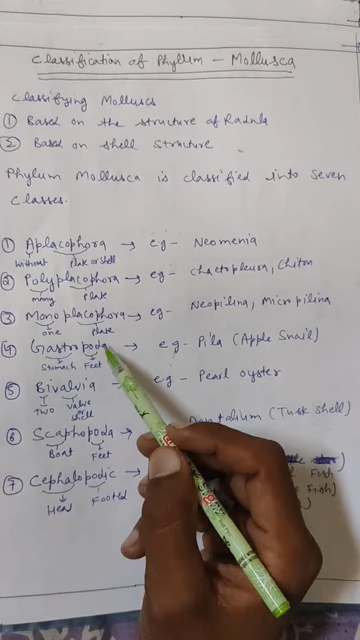 Classification of Phylum - Mollusca
Classifying Molluscs
① Based on the structure of Radula
② Based on shell structure
Phylum Mollusca is classified into Seven
Classes.
① Aplacophora → eg - Neomenia
without Plate or shell
② Polyplacophora → eg - Chaetopleura, Chiton
many Plate
③ Monoplacophora → eg - Neopilina, Micropilina
one Plate
④ Gastropoda → eg - Pila (Apple Snail)
Stomach Feet
⑤ Bivalvia → eg - Pearl oyster
Two Valve
shell
⑥ Scaphopoda → Dentalium (Tusk Shell)
Boat Feet
⑦ Cephalopodic → Fish
Head Footed Fish)